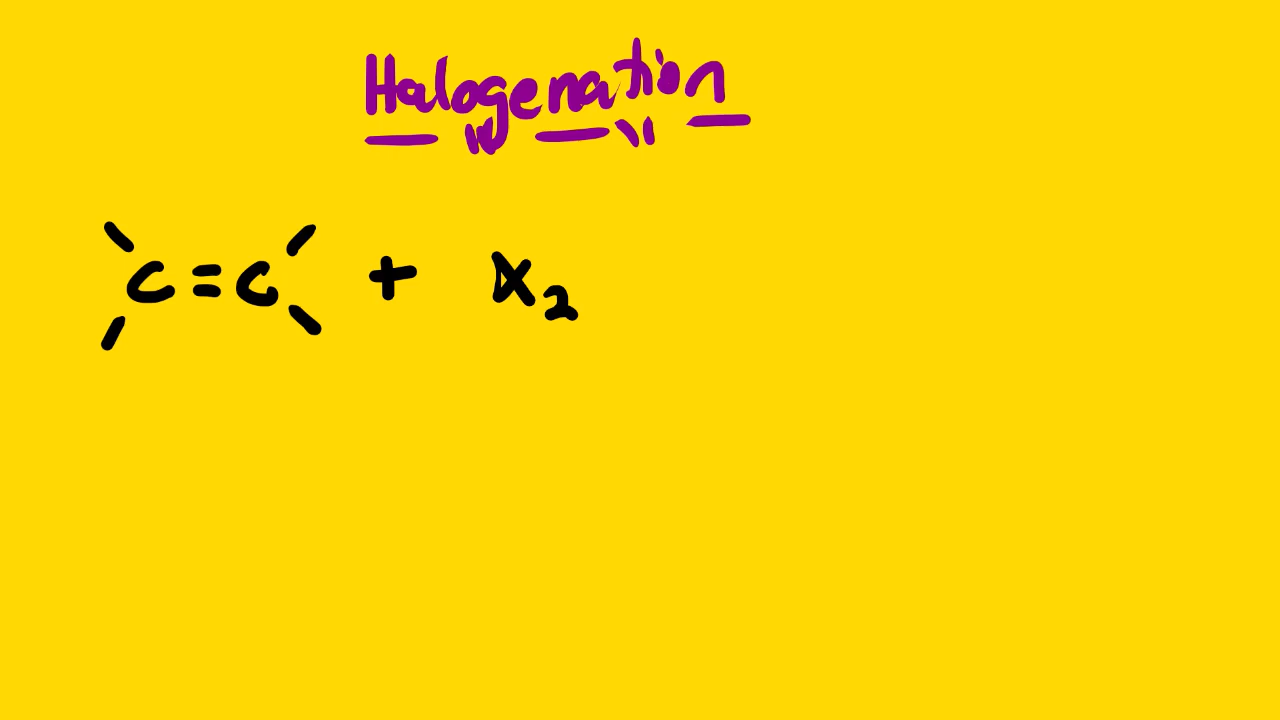 Halogenation
C=C + X₂